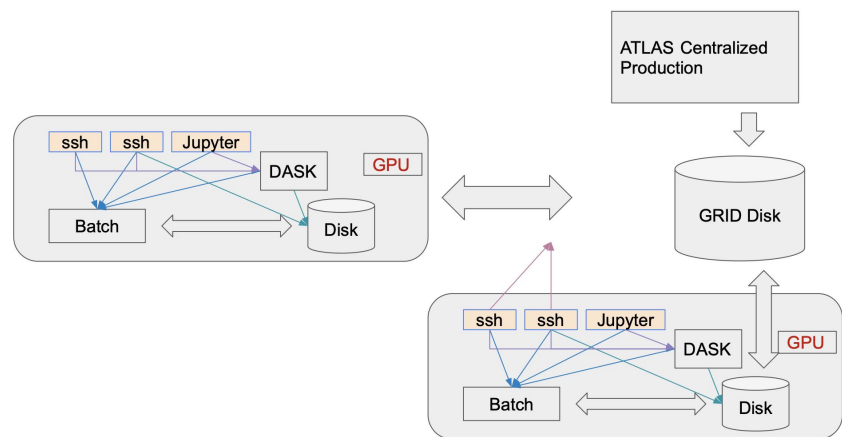 ATLAS Centralized
Production
ssh
ssh
Jupyter
GPU
DASK
Batch
Disk
GRID Disk
ssh
ssh
Jupyter
GPU
DASK
Batch
Disk